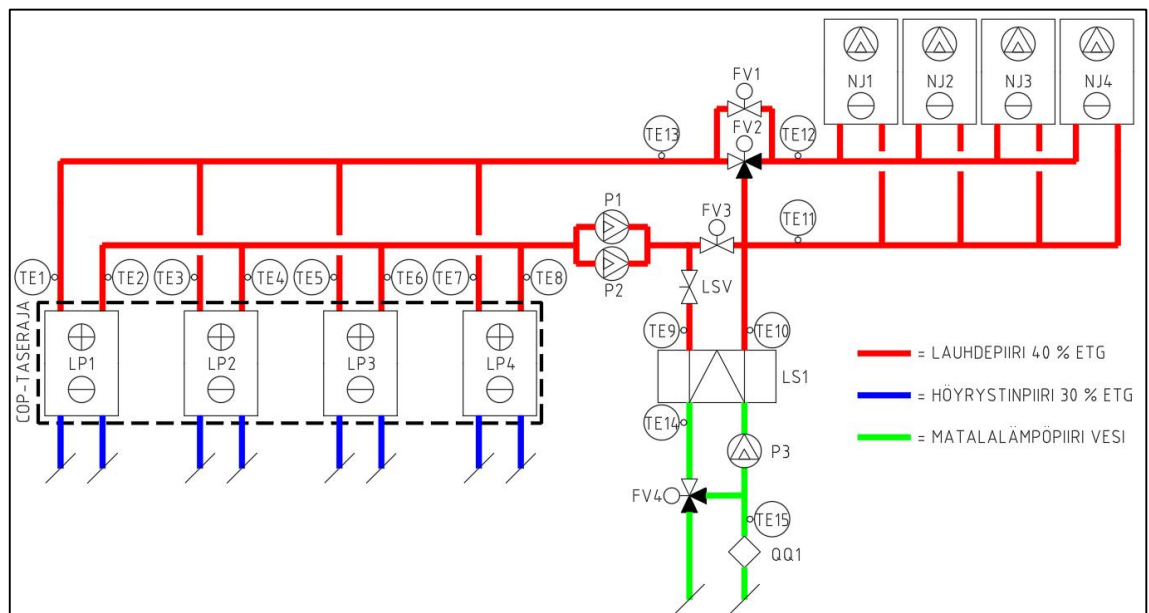 NJ1 NJ2 NJ3 NJ4
FV1
FV2
TE13 TE12
P1
FV3 TE11
P2
TE1 TE2 TE3 TE4 TE5 TE6 TE7 TE8
LSV
COP-TASERAJA
LP1 LP2 LP3 LP4
TE9 TE10
LS1
= LAUHDEPIIRI 40 % ETG
= HÖYRYSTINPIIRI 30 % ETG
= MATALALÄMPÖPIIRI VESI
TE14
P3
FV4
TE15
QQ1